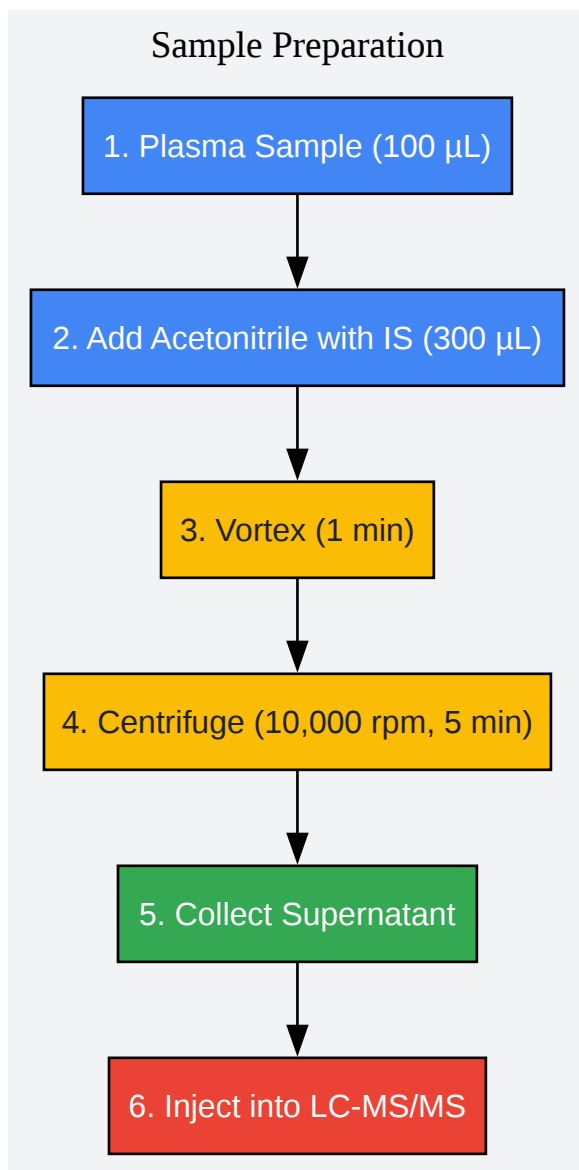 Sample Preparation
1. Plasma Sample (100 µL)
2. Add Acetonitrile with IS (300 µL)
3. Vortex (1 min)
4. Centrifuge (10,000 rpm, 5 min)
5. Collect Supernatant
6. Inject into LC-MS/MS